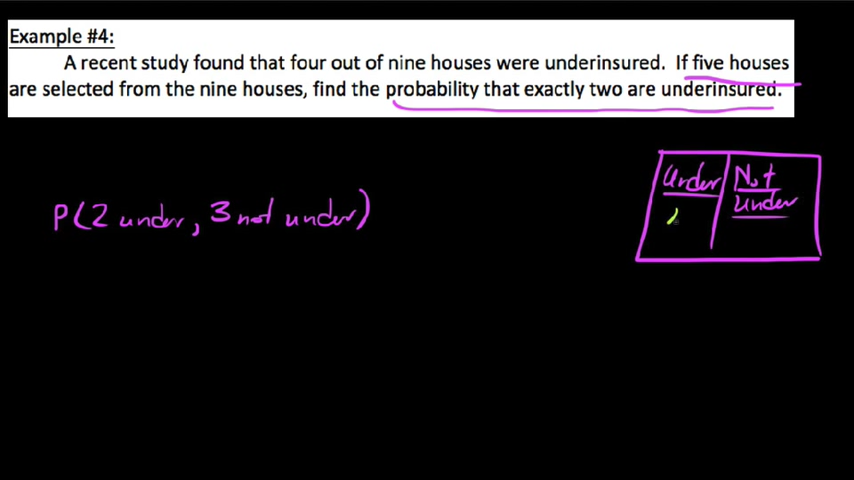 Example #4:
A recent study found that four out of nine houses were underinsured. If five houses
are selected from the nine houses, find the probability that exactly two are underinsured.
Under
Not
Under
P(2 under, 3 not under)